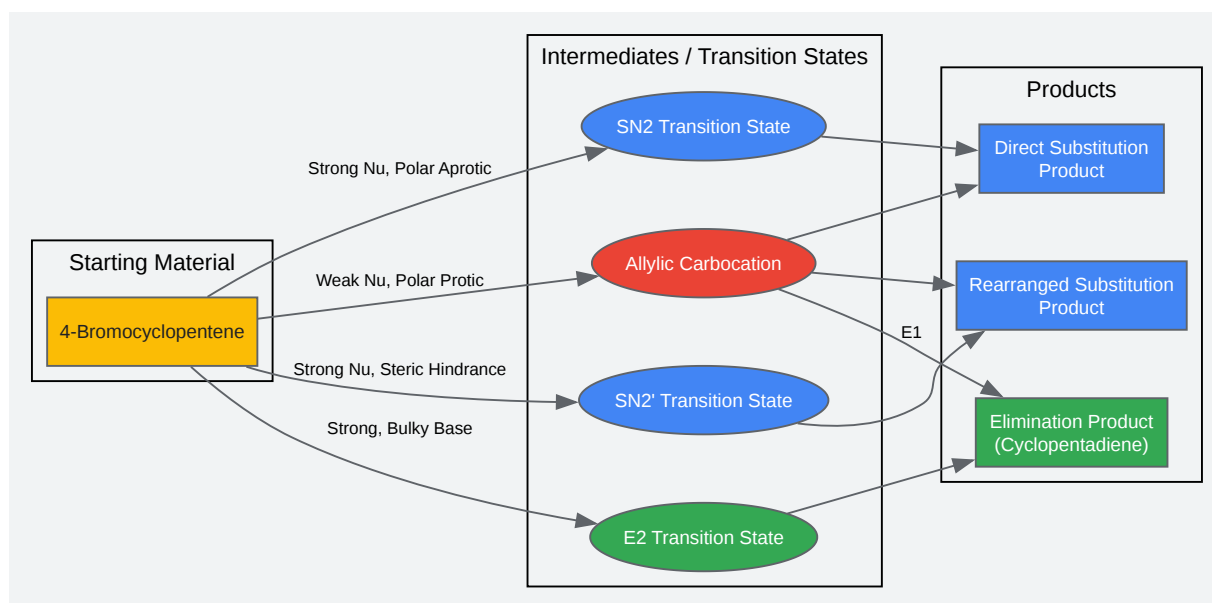 Starting Material
4-Bromocyclopentene
Strong Nu, Polar Aprotic
Weak Nu, Polar Protic
Strong Nu, Steric Hindrance
Strong, Bulky Base
Intermediates / Transition States
SN2 Transition State
Allylic Carbocation
SN2' Transition State
E2 Transition State
E1
Products
Direct Substitution
Product
Rearranged Substitution
Product
Elimination Product
(Cyclopentadiene)